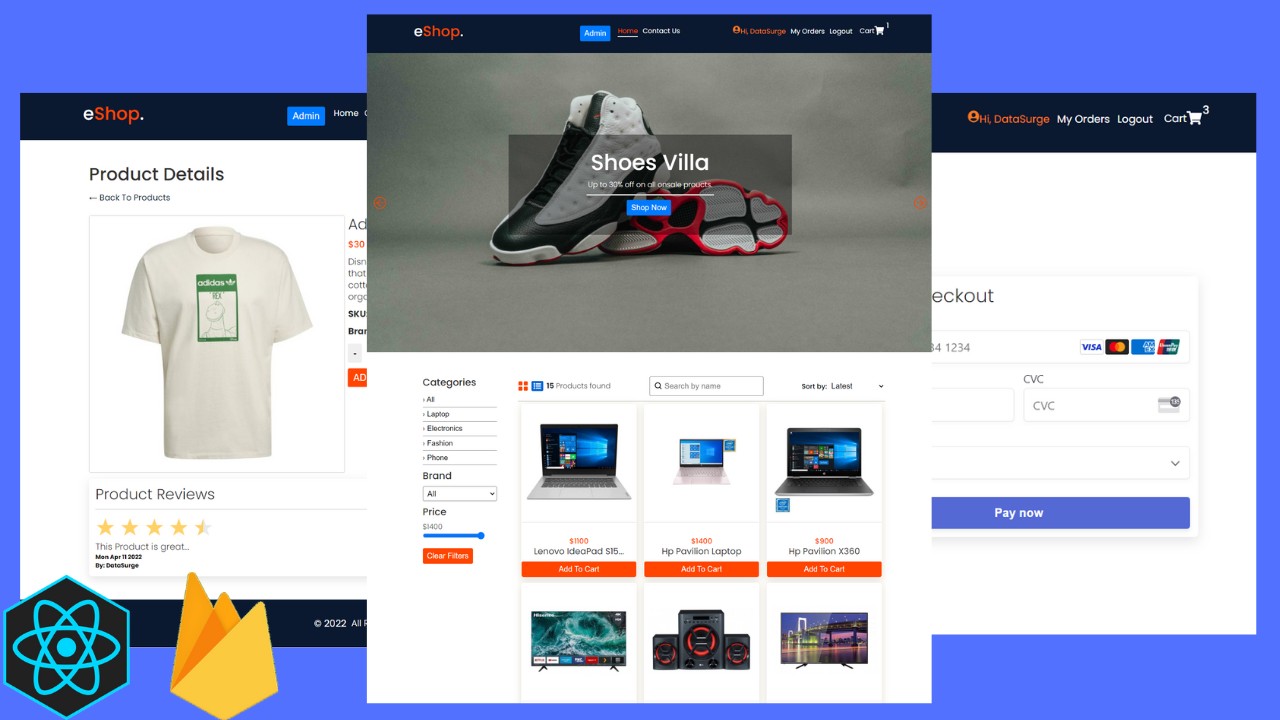 eShop.
Admin
Home
Contact Us
Hi, DataSurge
My Orders
Logout
Cart
1
Shoes Villa
Up to 30% off on all onsale proucts.
Shop Now
Categories
› All
› Laptop
› Electronics
› Fashion
› Phone
Brand
All
Price
$1400
Clear Filters
15 Products found
Search by name
Sort by: Latest
$1100
Lenovo IdeaPad S15...
Add To Cart
$1400
Hp Pavilion Laptop
Add To Cart
$900
Hp Pavilion X360
Add To Cart
Hisense
eShop.
Admin
Home
Product Details
← Back To Products
adidas
REX
Ad
$30
Disn
that
cott
orga
SKU:
Bran
-
AD
Product Reviews
This Product is great...
Mon Apr 11 2022
By: DataSurge
© 2022 All R
Hi, DataSurge
My Orders
Logout
Cart
3
eckout
34 1234
VISA
CVC
CVC
Pay now